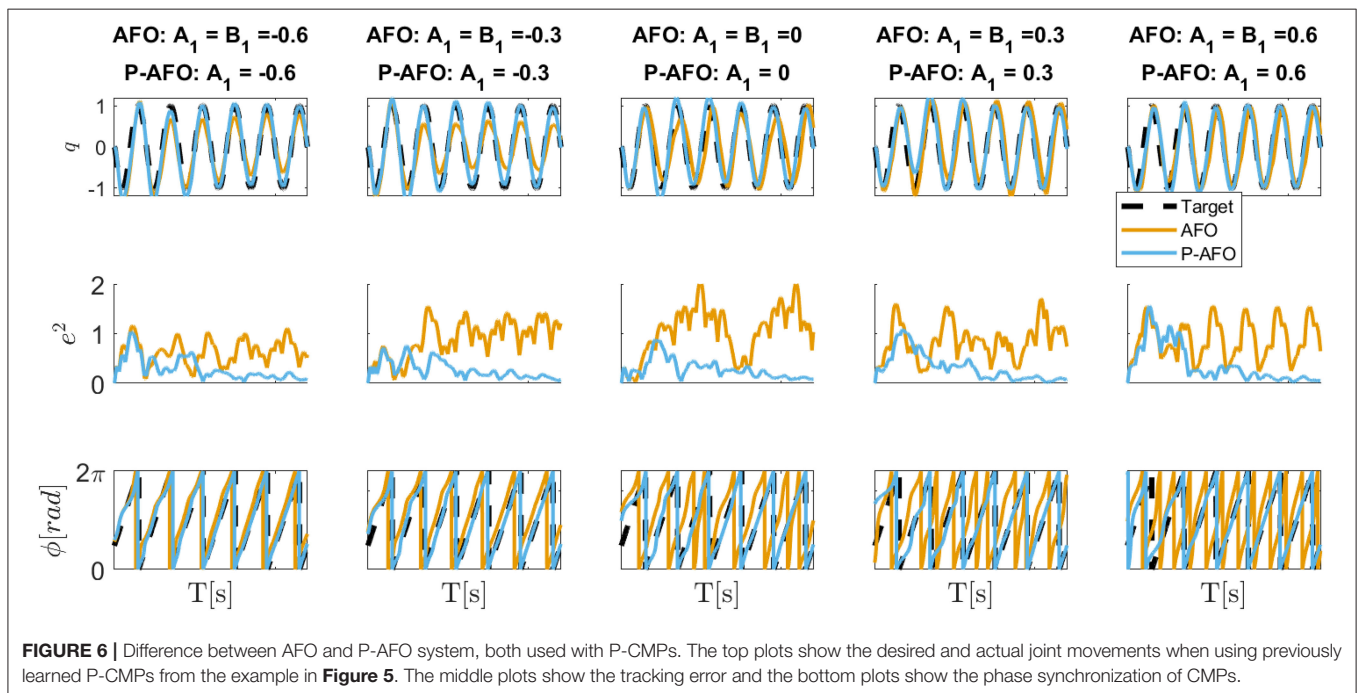 AFO: A₁ = B₁ =-0.6
P-AFO: A₁ = -0.6
AFO: A₁ = B₁ =-0.3
P-AFO: A₁ = -0.3
AFO: A₁ = B₁ =0
P-AFO: A₁ = 0
AFO: A₁ = B₁ =0.3
P-AFO: A₁ = 0.3
AFO: A₁ = B₁ =0.6
P-AFO: A₁ = 0.6
q
1
0
-1
Target
AFO
P-AFO
e²
2
1
0
ϕ[rad]
2π
0
T[s]
T[s]
T[s]
T[s]
T[s]
FIGURE 6 | Difference between AFO and P-AFO system, both used with P-CMPs. The top plots show the desired and actual joint movements when using previously
learned P-CMPs from the example in Figure 5. The middle plots show the tracking error and the bottom plots show the phase synchronization of CMPs.